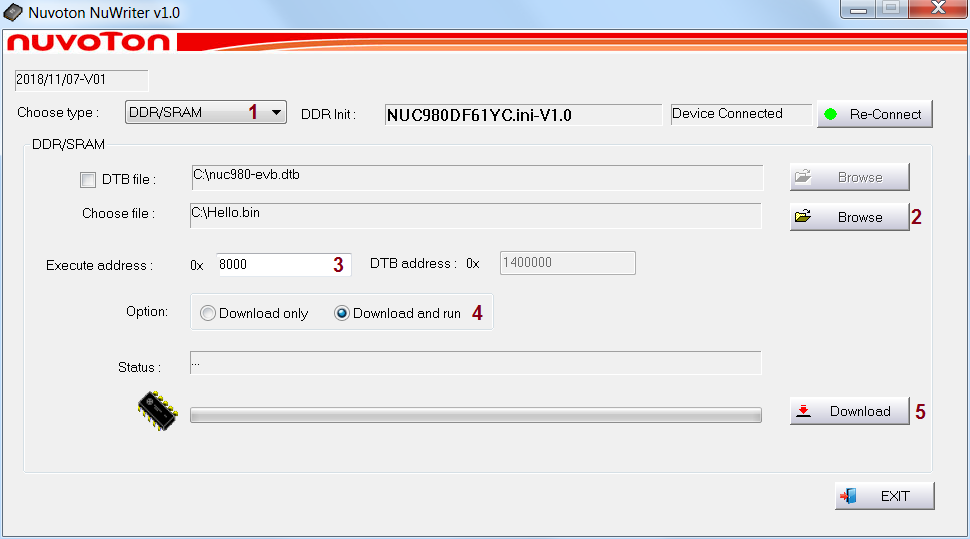 Nuvoton NuWriter v1.0
nuvoTon
2018/11/07-V01
Choose type : DDR/SRAM 1 DDR Init : NUC980DF61YC.ini-V1.0 Device Connected Re-Connect
DDR/SRAM
DTB file : C:\nuc980-evb.dtb Browse
Choose file : C:\Hello.bin Browse 2
Execute address : 0x 8000 3 DTB address : 0x 1400000
Option: Download only Download and run 4
Status : ...
Download 5
EXIT